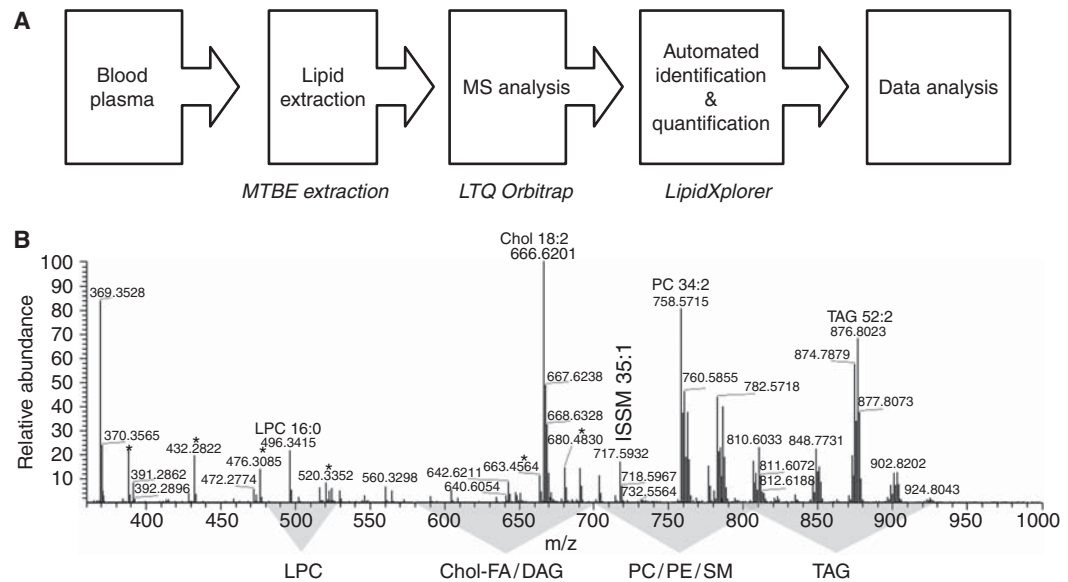 A
Blood
plasma
Lipid
extraction
MS analysis
Automated
identification
&
quantification
Data analysis
MTBE extraction
LTQ Orbitrap
LipidXplorer
B
Relative abundance
100
90
80
70
60
50
40
30
20
10
369.3528
370.3565
*
391.2862
392.2896
*
432.2822
472.2774
*
476.3085
LPC 16:0
496.3415
*
520.3352
560.3298
642.6211
640.6054
*
663.4564
Chol 18:2
666.6201
667.6238
668.6328
*
680.4830
ISSM 35:1
717.5932
718.5967
732.5564
PC 34:2
758.5715
760.5855
782.5718
810.6033
811.6072
812.6188
848.7731
TAG 52:2
876.8023
874.7879
877.8073
902.8202
924.8043
400 450 500 550 600 650 700 750 800 850 900 950 1000
m/z
LPC
Chol-FA/DAG
PC/PE/SM
TAG